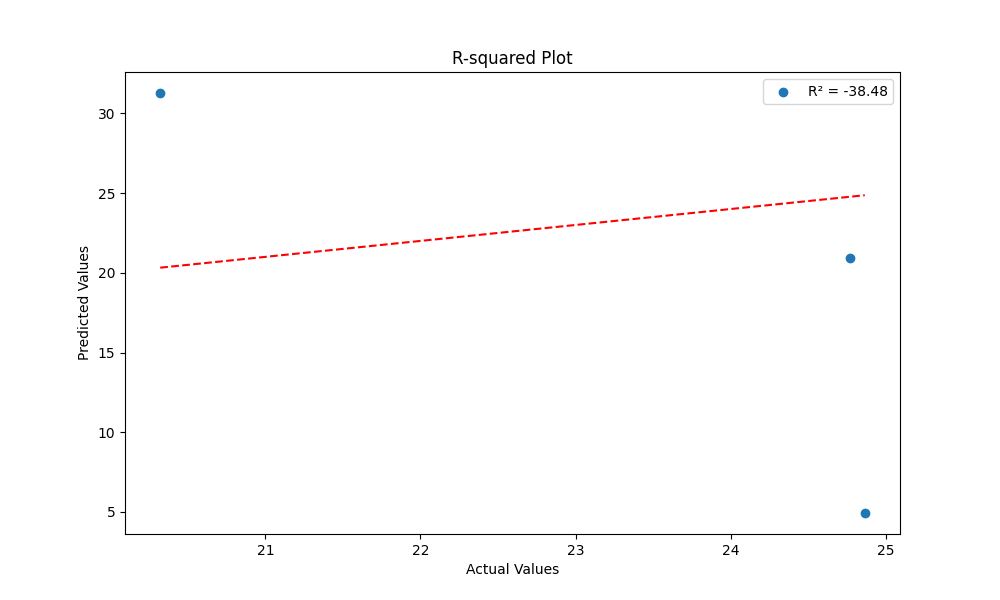 R-squared Plot
R² = -38.48
30
25
20
15
10
5
Predicted Values
21 22 23 24 25
Actual Values